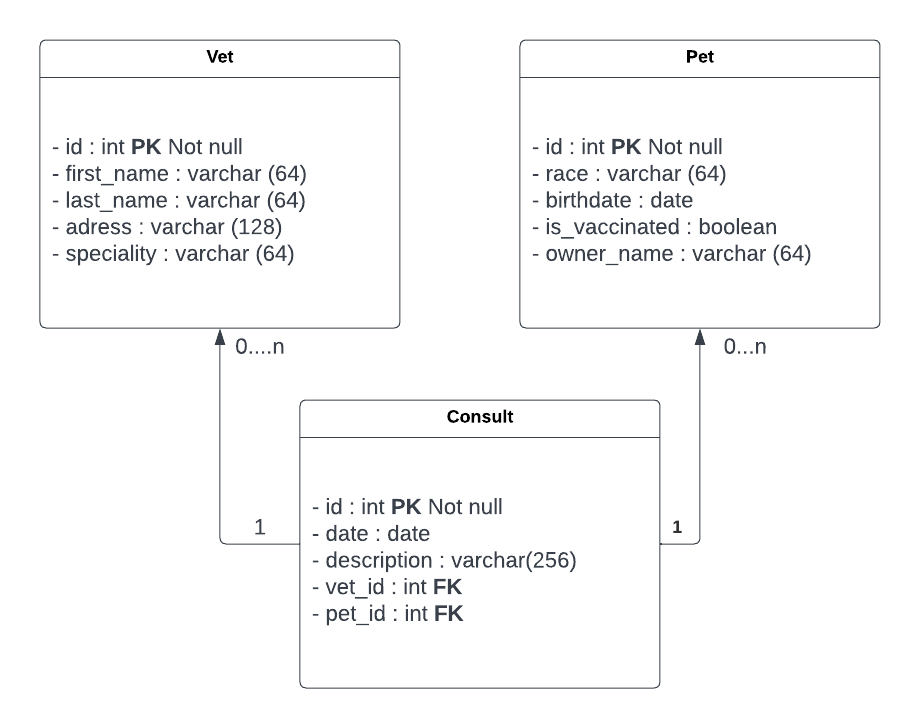 Vet
- id : int PK Not null
- first_name : varchar (64)
- last_name : varchar (64)
- adress : varchar (128)
- speciality : varchar (64)
Pet
- id : int PK Not null
- race : varchar (64)
- birthdate : date
- is_vaccinated : boolean
- owner_name : varchar (64)
0....n
0...n
Consult
- id : int PK Not null
- date : date
- description : varchar(256)
- vet_id : int FK
- pet_id : int FK
1
1